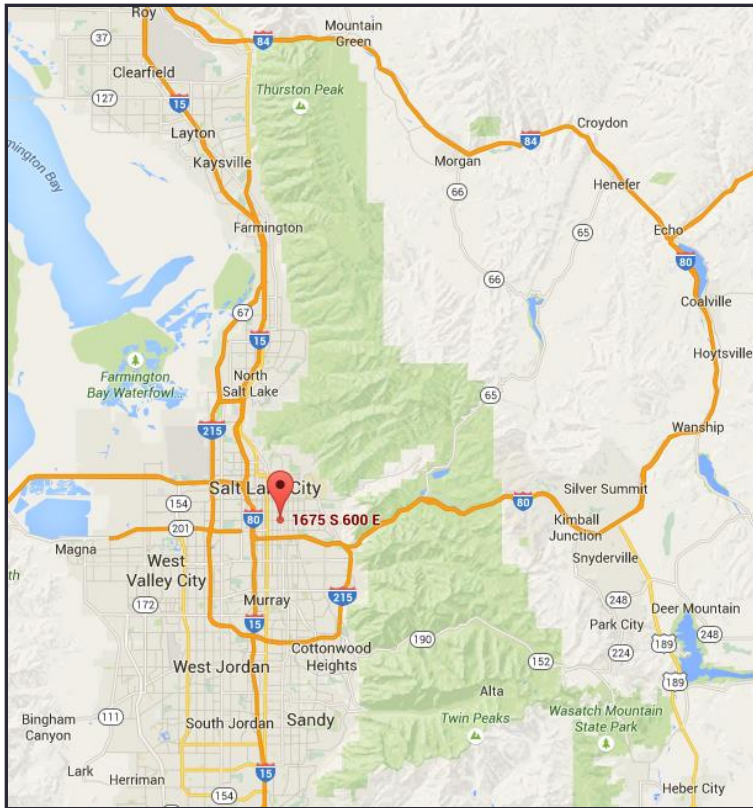 Roy
Mountain
Green
37
84
Clearfield
Thurston Peak
127
15
Layton
Croydon
84
Kaysville
Morgan
66
Henefer
mington Bay
Farmington
65
Echo
66
80
Coalville
67
15
Hoytsville
Farmington
Bay Waterfowl...
North
Salt Lake
65
215
Wanship
Salt Lake City
Silver Summit
154
80
80
1675 S 600 E
201
Kimball
Junction
Magna
West
Valley City
Snyderville
th
215
172
Murray
248
Deer Mountain
Park City
15
190
189
248
Cottonwood
Heights
224
West Jordan
152
189
Alta
111
Bingham
Canyon
South Jordan
Sandy
Twin Peaks
Wasatch Mountain
State Park
Lark
Herriman
15
154
Heber City